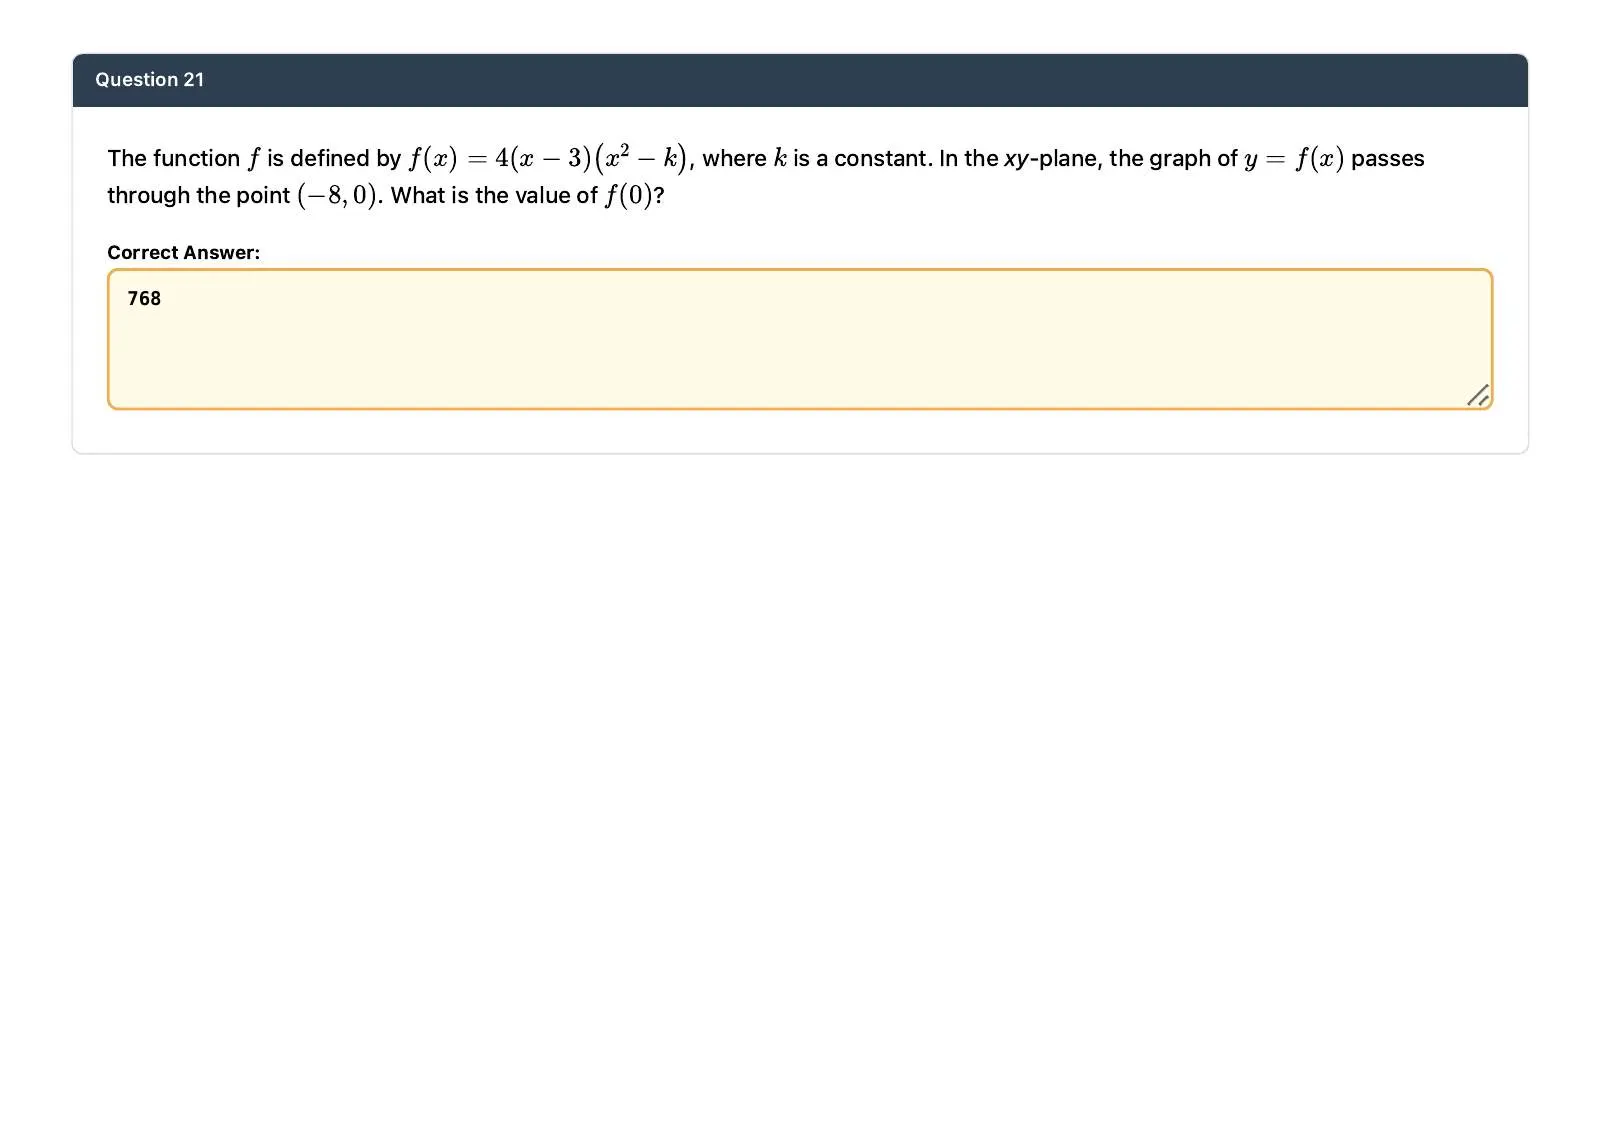 Question 21
The function f is defined by f(x) = 4(x − 3)(x² − k), where k is a constant. In the xy-plane, the graph of y = f(x) passes
through the point (−8, 0). What is the value of f(0)?
Correct Answer:
768